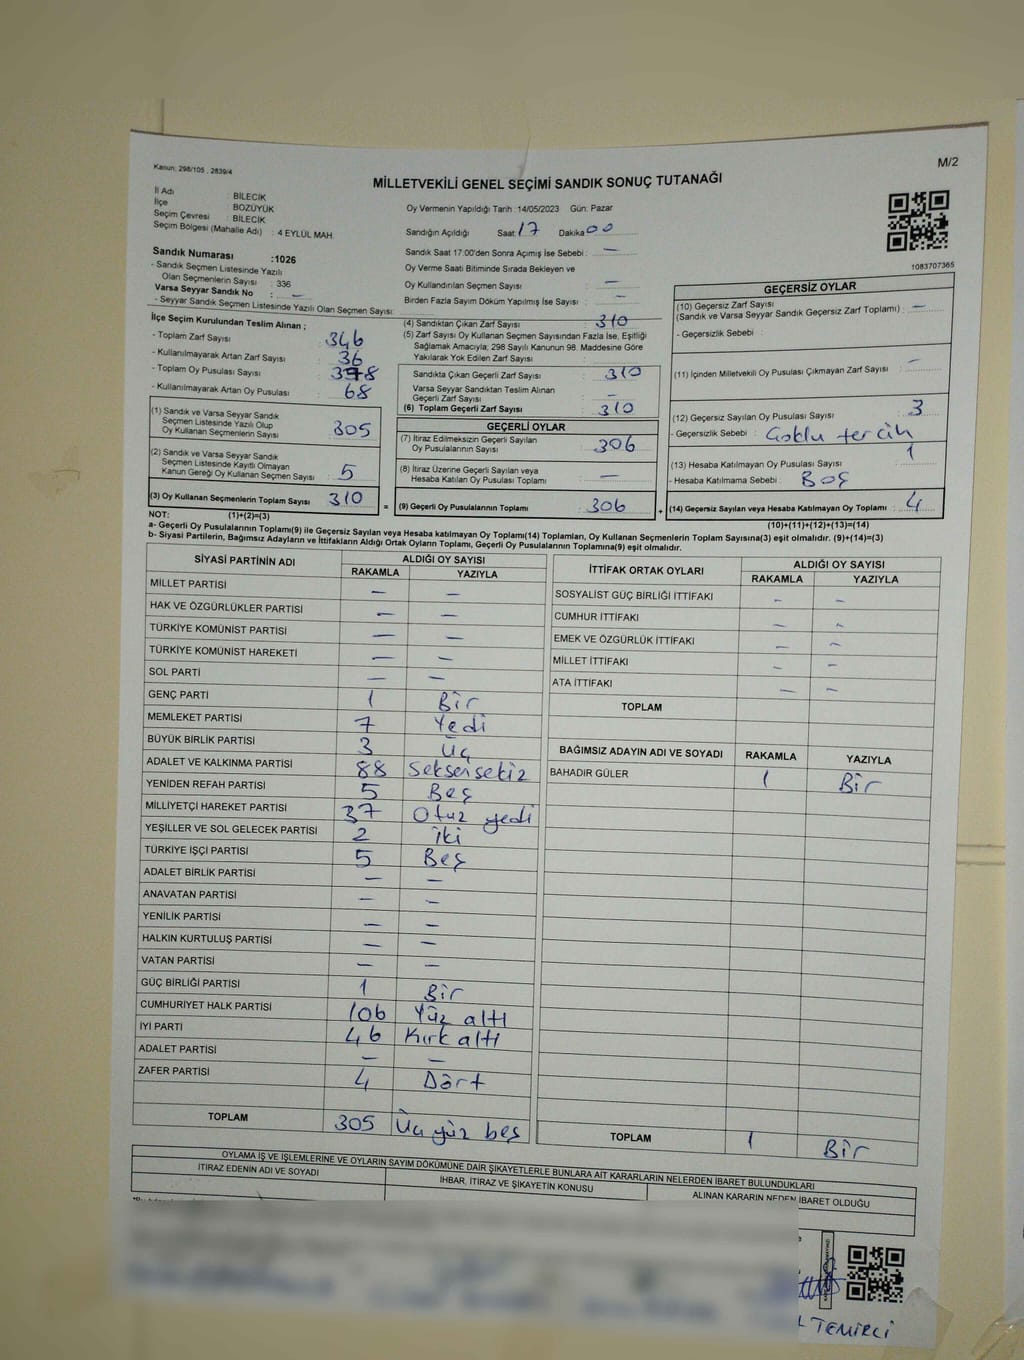 Kanun: 298/105 , 2839/4
M/2
MİLLETVEKİLİ GENEL SEÇİMİ SANDIK SONUÇ TUTANAĞI
İl Adı : BİLECİK
İlçe BOZÜYÜK
Seçim Çevresi : BİLECİK
Seçim Bölgesi (Mahalle Adı) : 4 EYLÜL MAH.
Sandık Numarası :1026
- Sandık Seçmen Listesinde Yazılı
Olan Seçmenlerin Sayısı : 336
Varsa Seyyar Sandık No : —
- Seyyar Sandık Seçmen Listesinde Yazılı Olan Seçmen Sayısı:
Oy Vermenin Yapıldığı Tarih :14/05/2023 Gün: Pazar
Sandığın Açıldığı Saat: 17 Dakika: 00
Sandık Saat 17:00'den Sonra Açımış İse Sebebi : —
Oy Verme Saati Bitiminde Sırada Bekleyen ve
Oy Kullandırılan Seçmen Sayısı : —
Birden Fazla Sayım Döküm Yapılmış İse Sayısı : —
1083707365
İlçe Seçim Kurulundan Teslim Alınan ;
- Toplam Zarf Sayısı : 346
- Kullanılmayarak Artan Zarf Sayısı : 36
- Toplam Oy Pusulası Sayısı : 378
- Kullanılmayarak Artan Oy Pusulası : 68
(1) Sandık ve Varsa Seyyar Sandık
Seçmen Listesinde Yazılı Olup
Oy Kullanan Seçmenlerin Sayısı : 305
(2) Sandık ve Varsa Seyyar Sandık
Seçmen Listesinde Kayıtlı Olmayan
Kanun Gereği Oy Kullanan Seçmen Sayısı : 5
(3) Oy Kullanan Seçmenlerin Toplam Sayısı : 310
(4) Sandıktan Çıkan Zarf Sayısı : 310
(5) Zarf Sayısı Oy Kullanan Seçmen Sayısından Fazla İse, Eşitliği
Sağlamak Amacıyla; 298 Sayılı Kanunun 98. Maddesine Göre
Yakılarak Yok Edilen Zarf Sayısı :
Sandıkta Çıkan Geçerli Zarf Sayısı : 310
Varsa Seyyar Sandıktan Teslim Alınan
Geçerli Zarf Sayısı : —
(6) Toplam Geçerli Zarf Sayısı : 310
GEÇERLİ OYLAR
(7) İtiraz Edilmeksizin Geçerli Sayılan
Oy Pusulalarının Sayısı : 306
(8) İtiraz Üzerine Geçerli Sayılan veya
Hesaba Katılan Oy Pusulası Toplamı : —
= (9) Geçerli Oy Pusulalarının Toplamı : 306 +
GEÇERSİZ OYLAR
(10) Geçersiz Zarf Sayısı
(Sandık ve Varsa Seyyar Sandık Geçersiz Zarf Toplamı) : —
- Geçersizlik Sebebi :
(11) İçinden Milletvekili Oy Pusulası Çıkmayan Zarf Sayısı : —
(12) Geçersiz Sayılan Oy Pusulası Sayısı : 3
- Geçersizlik Sebebi : Çoklu tercih
(13) Hesaba Katılmayan Oy Pusulası Sayısı : 1
- Hesaba Katılmama Sebebi : Boş
(14) Geçersiz Sayılan veya Hesaba Katılmayan Oy Toplamı : 4
NOT: (1)+(2)=(3)
(10)+(11)+(12)+(13)=(14)
a- Geçerli Oy Pusulalarının Toplamı(9) ile Geçersiz Sayılan veya Hesaba Katılmayan Oy Toplamı(14) Toplamları, Oy Kullanan Seçmenlerin Toplam Sayısına(3) eşit olmalıdır. (9)+(14)=(3)
b- Siyasi Partilerin, Bağımsız Adayların ve İttifakların Aldığı Ortak Oyların Toplamı, Geçerli Oy Pusulalarının Toplamına(9) eşit olmalıdır.
SİYASİ PARTİNİN ADI ALDIĞI OY SAYISI
RAKAMLA YAZIYLA
MİLLET PARTİSİ — —
HAK VE ÖZGÜRLÜKLER PARTİSİ — —
TÜRKİYE KOMÜNİST PARTİSİ — —
TÜRKİYE KOMÜNİST HAREKETİ — —
SOL PARTİ — —
GENÇ PARTİ 1 Bir
MEMLEKET PARTİSİ 7 Yedi
BÜYÜK BİRLİK PARTİSİ 3 Üç
ADALET VE KALKINMA PARTİSİ 88 Seksensekiz
YENİDEN REFAH PARTİSİ 5 Beş
MİLLİYETÇİ HAREKET PARTİSİ 37 Otuz yedi
YEŞİLLER VE SOL GELECEK PARTİSİ 2 İki
TÜRKİYE İŞÇİ PARTİSİ 5 Beş
ADALET BİRLİK PARTİSİ — —
ANAVATAN PARTİSİ — —
YENİLİK PARTİSİ — —
HALKIN KURTULUŞ PARTİSİ — —
VATAN PARTİSİ — —
GÜÇ BİRLİĞİ PARTİSİ 1 Bir
CUMHURİYET HALK PARTİSİ 106 Yüz altı
İYİ PARTİ 46 Kırk altı
ADALET PARTİSİ — —
ZAFER PARTİSİ 4 Dört
TOPLAM 305 Üç yüz beş
İTTİFAK ORTAK OYLARI ALDIĞI OY SAYISI
RAKAMLA YAZIYLA
SOSYALİST GÜÇ BİRLİĞİ İTTİFAKI — —
CUMHUR İTTİFAKI — —
EMEK VE ÖZGÜRLÜK İTTİFAKI — —
MİLLET İTTİFAKI — —
ATA İTTİFAKI — —
TOPLAM
BAĞIMSIZ ADAYIN ADI VE SOYADI RAKAMLA YAZIYLA
BAHADIR GÜLER 1 Bir
TOPLAM 1 Bir
OYLAMA İŞ VE İŞLEMLERİNE VE OYLARIN SAYIM DÖKÜMÜNE DAİR ŞİKAYETLERLE BUNLARA AİT KARARLARIN NELERDEN İBARET BULUNDUKLARI
İTİRAZ EDENİN ADI VE SOYADI İHBAR, İTİRAZ VE ŞİKAYETİN KONUSU ALINAN KARARIN NEDEN İBARET OLDUĞU
TEMİRCİ